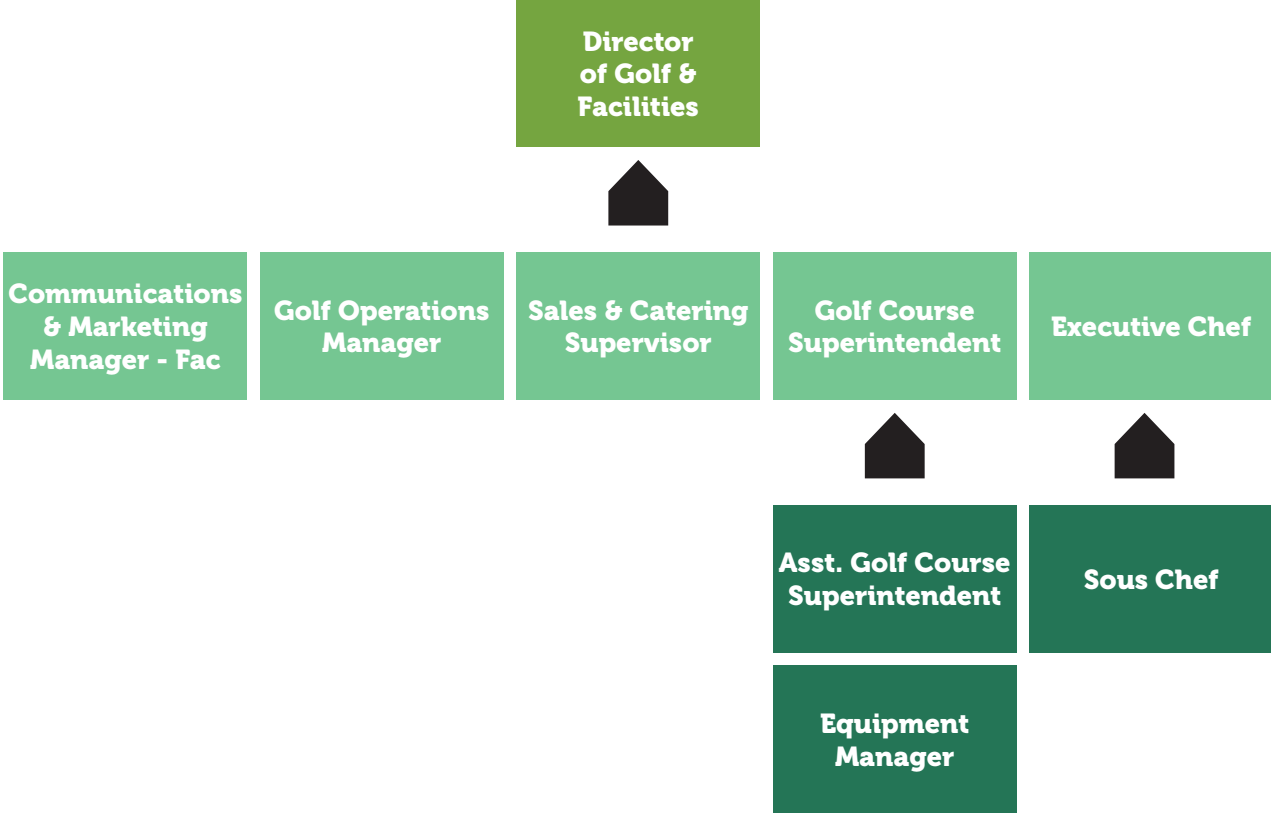 Director
of Golf &
Facilities
Communications
& Marketing
Manager - Fac
Golf Operations
Manager
Sales & Catering
Supervisor
Golf Course
Superintendent
Executive Chef
Asst. Golf Course
Superintendent
Sous Chef
Equipment
Manager